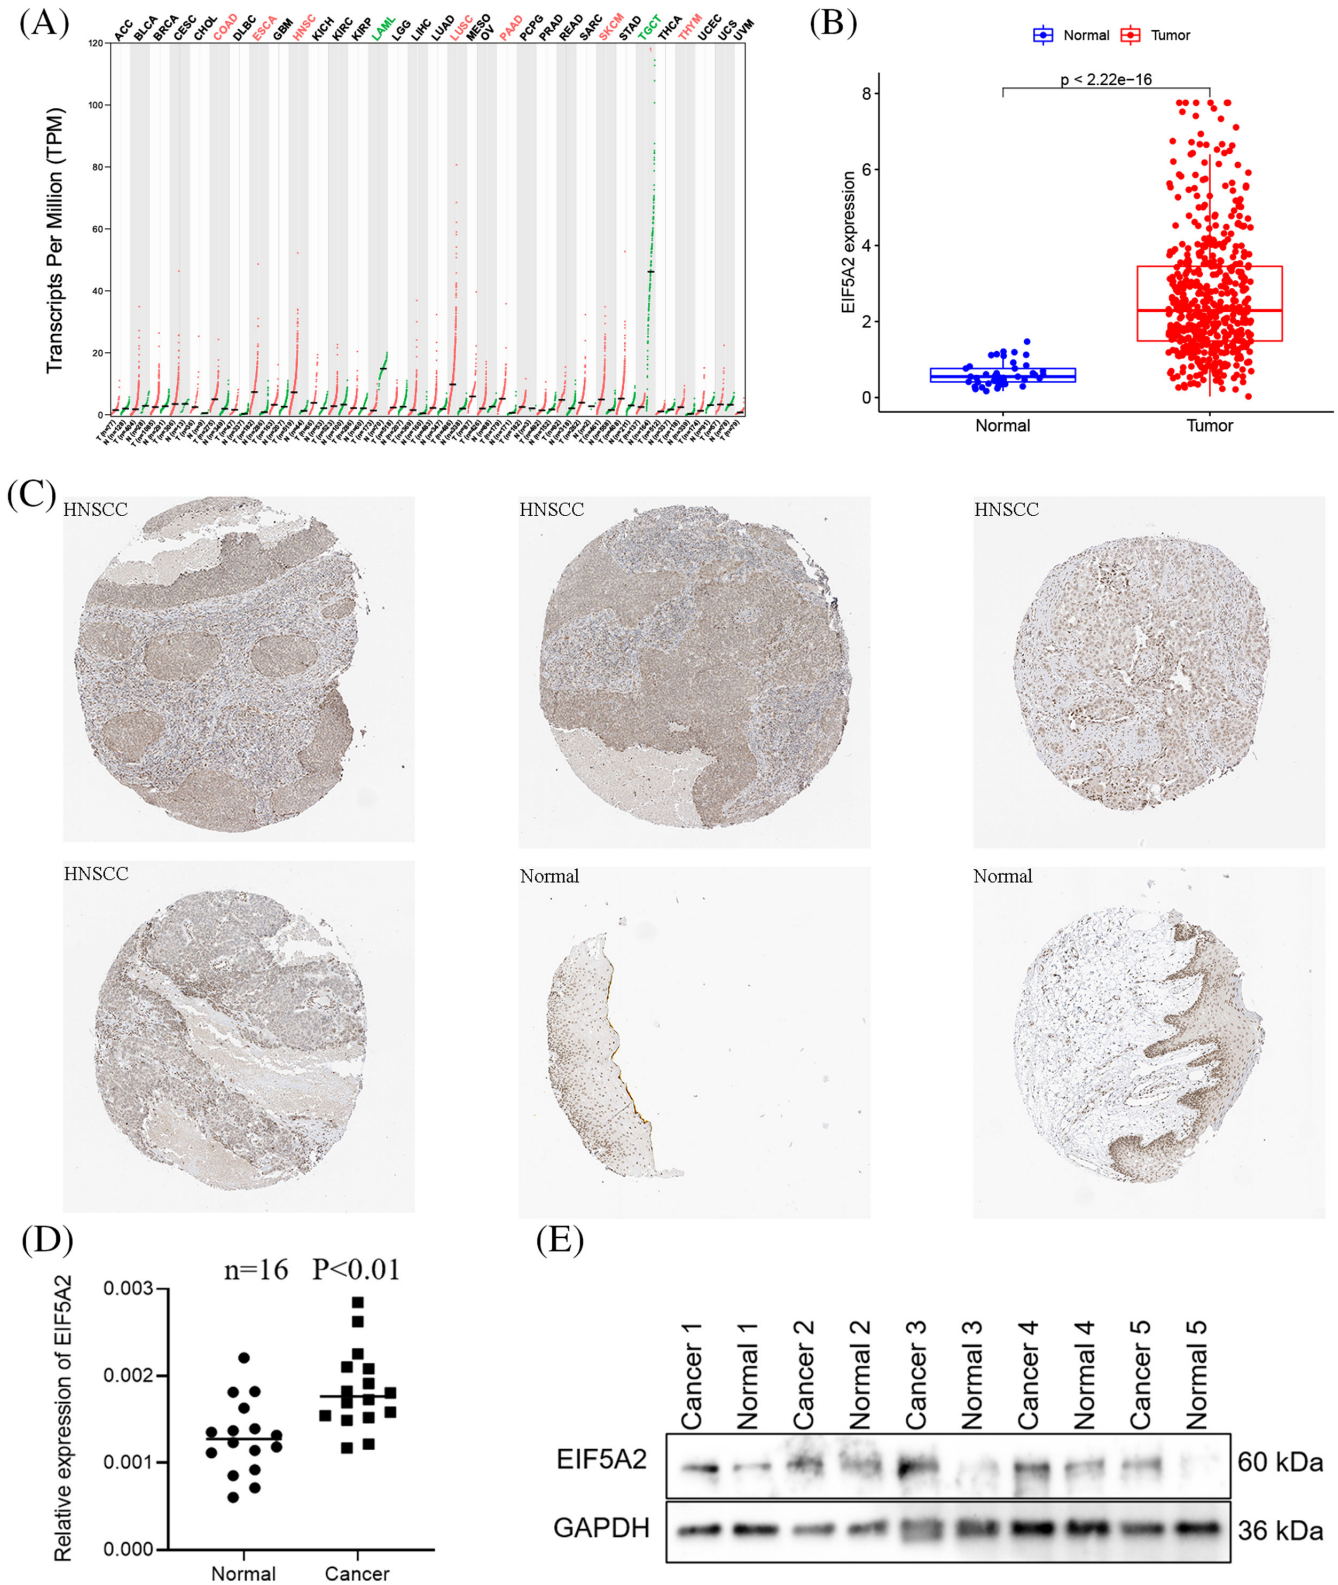 (A)
ACC BLCA BRCA CESC CHOL COAD DLBC ESCA GBM HNSC KICH KIRC KIRP LAML LGG LIHC LUAD LUSC MESO OV PAAD PCPG PRAD READ SARC SKCM STAD TGCT THCA THYM UCEC UCS UVM
Transcripts Per Million (TPM)
120
100
80
60
40
20
0
(B)
Normal Tumor
p < 2.22e−16
EIF5A2 expression
8
6
4
2
0
Normal Tumor
(C)
HNSCC HNSCC HNSCC
HNSCC Normal Normal
(D)
n=16 P<0.01
Relative expression of EIF5A2
0.003
0.002
0.001
0.000
Normal Cancer
(E)
Cancer 1 Normal 1 Cancer 2 Normal 2 Cancer 3 Normal 3 Cancer 4 Normal 4 Cancer 5 Normal 5
EIF5A2 60 kDa
GAPDH 36 kDa